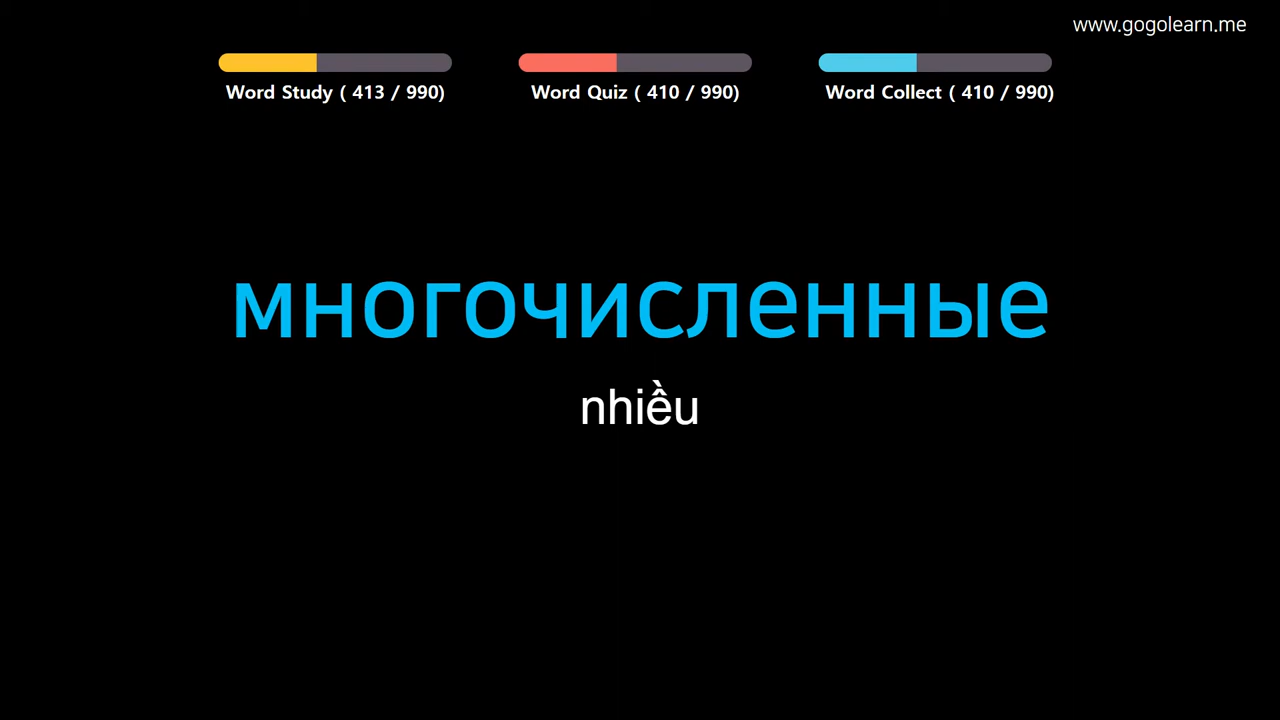 www.gogolearn.me
Word Study ( 413 / 990)
Word Quiz ( 410 / 990)
Word Collect ( 410 / 990)
многочисленные
nhiều